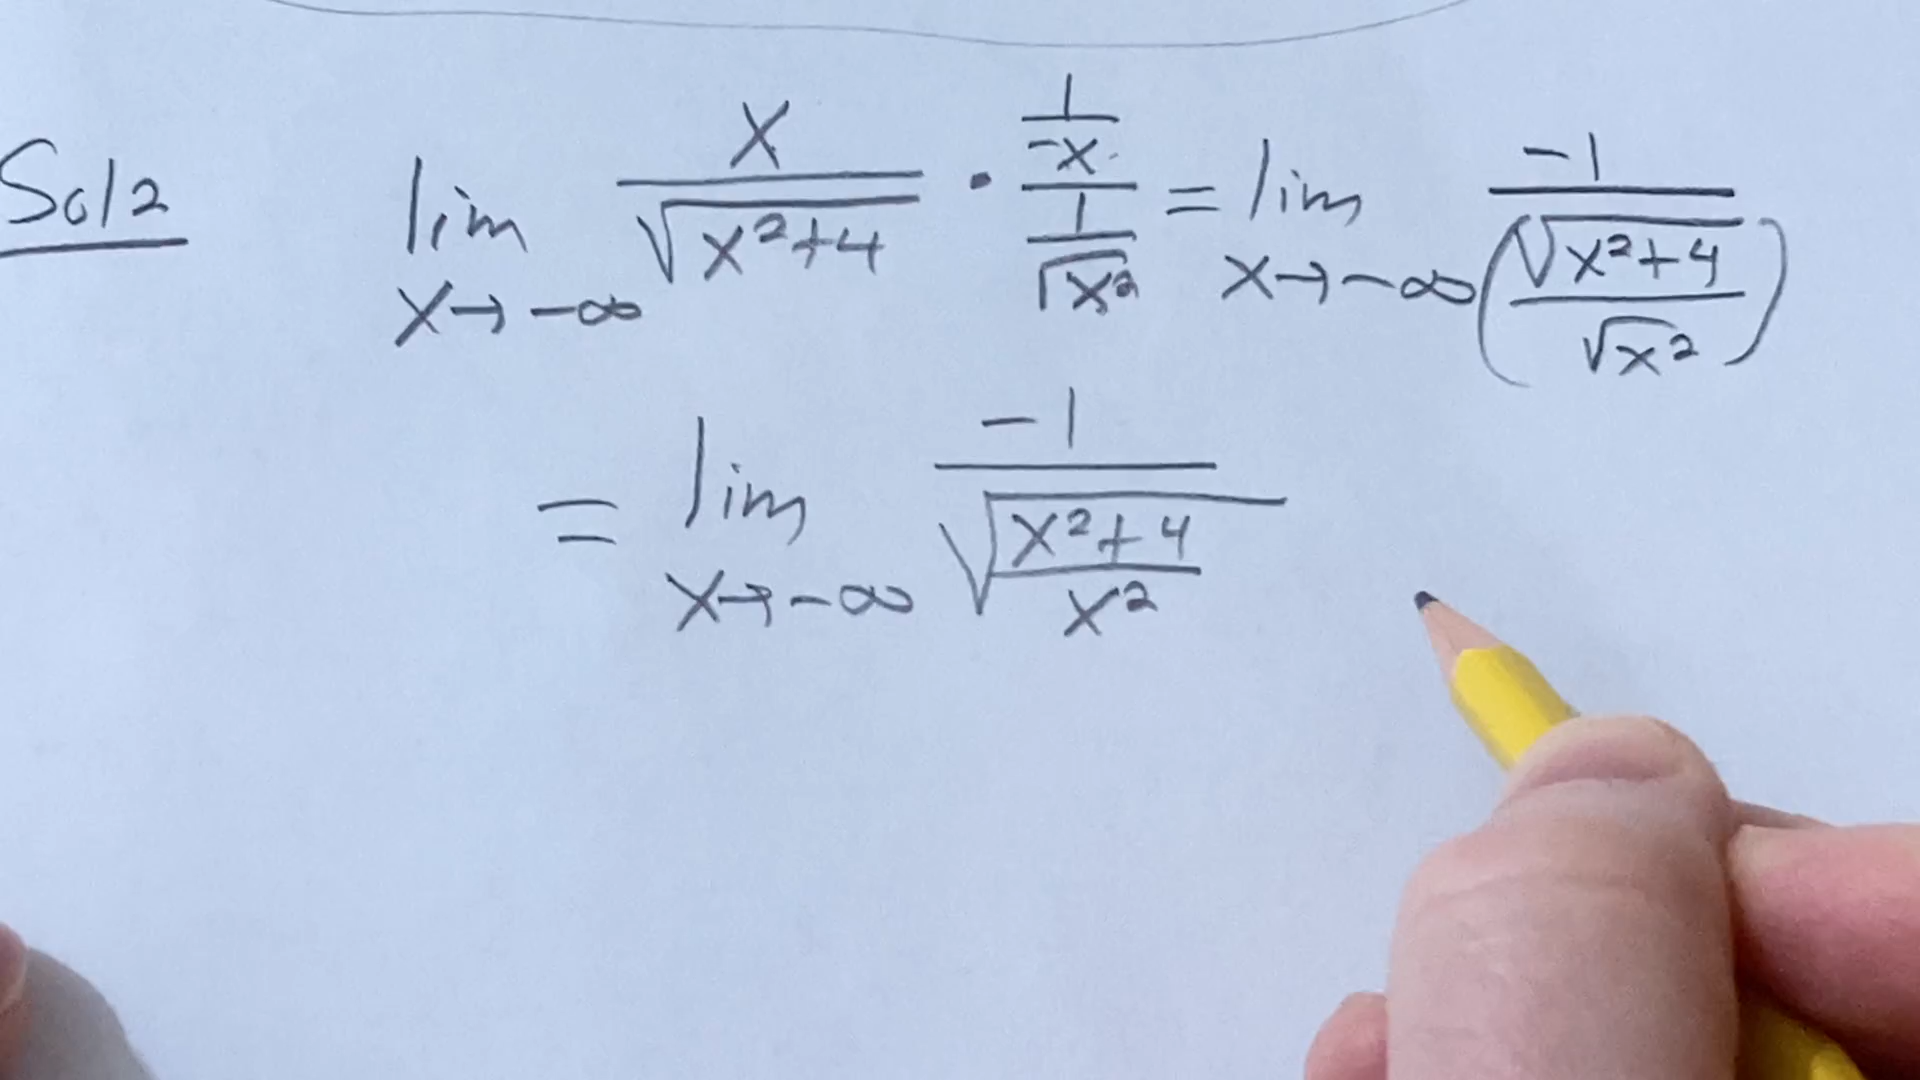 Sol 2 lim x→-∞ x/√(x²+4) · (1/-x)/(1/√x²) = lim x→-∞ -1/(√(x²+4)/√x²)
= lim x→-∞ -1/√((x²+4)/x²)